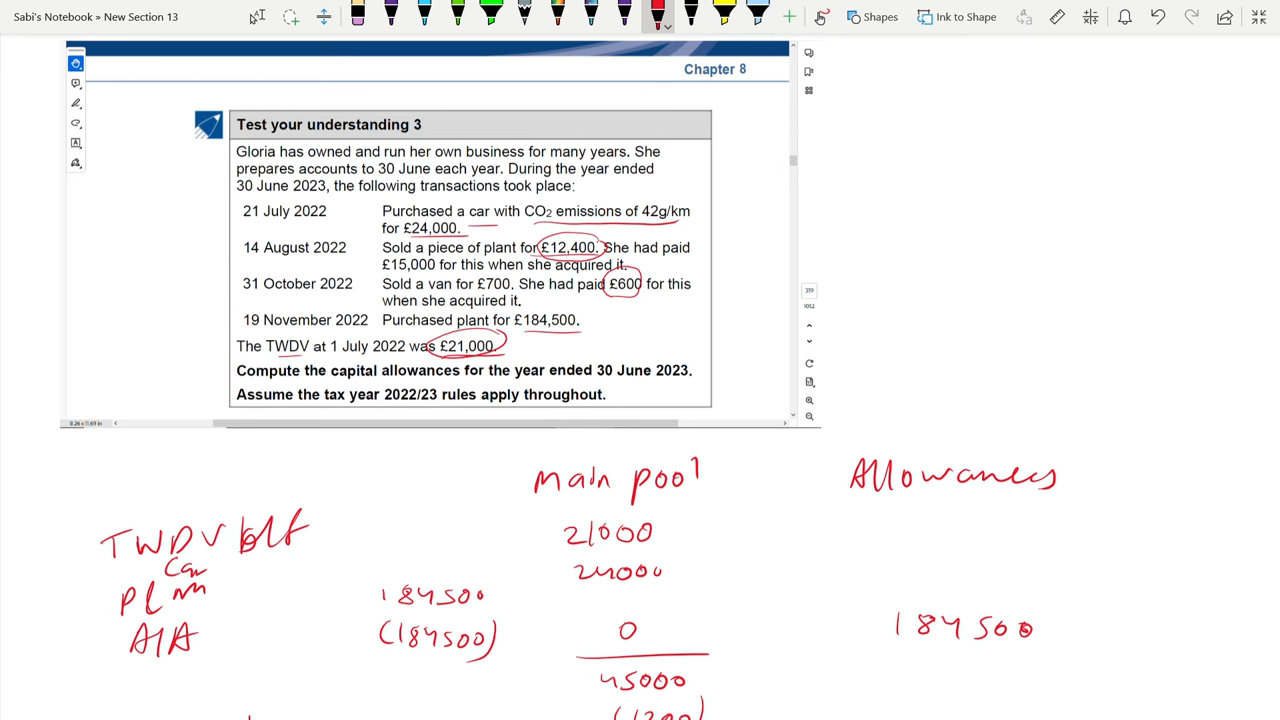 Sabi's Notebook » New Section 13
Shapes
Ink to Shape
Chapter 8
Test your understanding 3
Gloria has owned and run her own business for many years. She
prepares accounts to 30 June each year. During the year ended
30 June 2023, the following transactions took place:
21 July 2022 Purchased a car with CO2 emissions of 42g/km
for £24,000.
14 August 2022 Sold a piece of plant for £12,400. She had paid
£15,000 for this when she acquired it.
31 October 2022 Sold a van for £700. She had paid £600 for this
when she acquired it.
19 November 2022 Purchased plant for £184,500.
The TWDV at 1 July 2022 was £21,000.
Compute the capital allowances for the year ended 30 June 2023.
Assume the tax year 2022/23 rules apply throughout.
319
1052
8.26 x 11.69 in
main pool Allowances
TWDV b/f 21000
Car 24000
184500
AIA (184500) 0 184500
45000